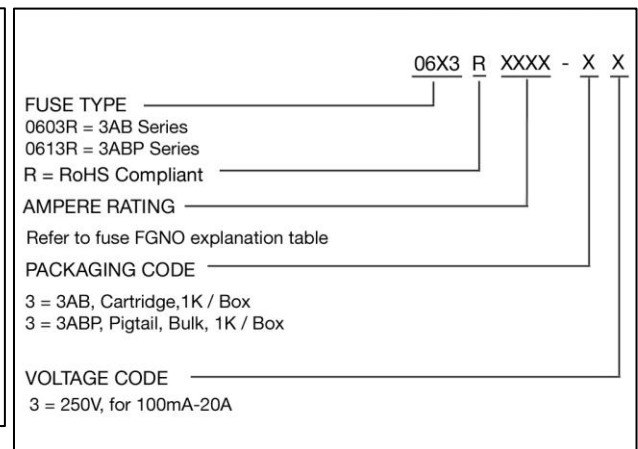 06X3 R XXXX - X X
FUSE TYPE
0603R = 3AB Series
0613R = 3ABP Series
R = RoHS Compliant
AMPERE RATING
Refer to fuse FGNO explanation table
PACKAGING CODE
3 = 3AB, Cartridge,1K / Box
3 = 3ABP, Pigtail, Bulk, 1K / Box
VOLTAGE CODE
3 = 250V, for 100mA-20A